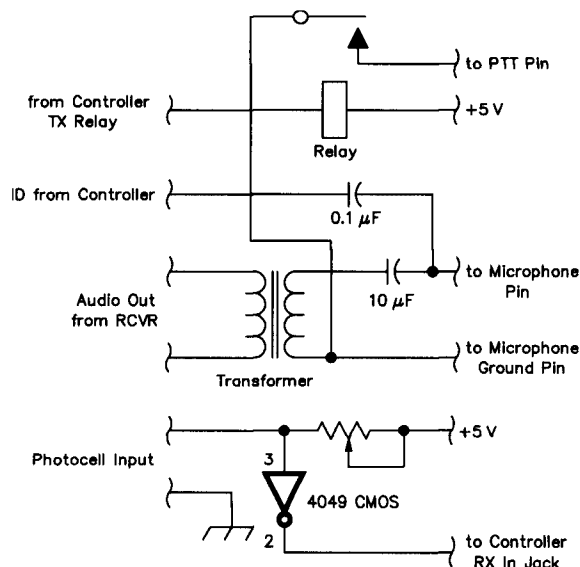 to PTT Pin
from Controller
TX Relay
+5 V
Relay
ID from Controller
0.1 μF
Audio Out
from RCVR
10 μF
to Microphone
Pin
Transformer
to Microphone
Ground Pin
Photocell Input
+5 V
3
4049 CMOS
2
to Controller
RX In Jack